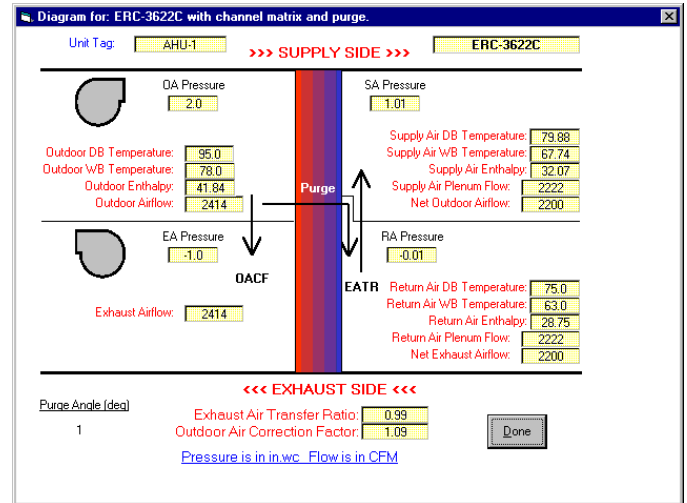 Diagram for: ERC-3622C with channel matrix and purge.
Unit Tag: AHU-1 >>> SUPPLY SIDE >>> ERC-3622C
OA Pressure
2.0
SA Pressure
1.01
Outdoor DB Temperature: 95.0
Outdoor WB Temperature: 78.0
Outdoor Enthalpy: 41.84
Outdoor Airflow: 2414
Purge
Supply Air DB Temperature: 79.88
Supply Air WB Temperature: 67.74
Supply Air Enthalpy: 32.07
Supply Air Plenum Flow: 2222
Net Outdoor Airflow: 2200
EA Pressure
-1.0
RA Pressure
-0.01
OACF
EATR
Exhaust Airflow: 2414
Return Air DB Temperature: 75.0
Return Air WB Temperature: 63.0
Return Air Enthalpy: 28.75
Return Air Plenum Flow: 2222
Net Exhaust Airflow: 2200
<<< EXHAUST SIDE <<<
Purge Angle (deg)
1
Exhaust Air Transfer Ratio: 0.99
Outdoor Air Correction Factor: 1.09
Done
Pressure is in in.wc Flow is in CFM